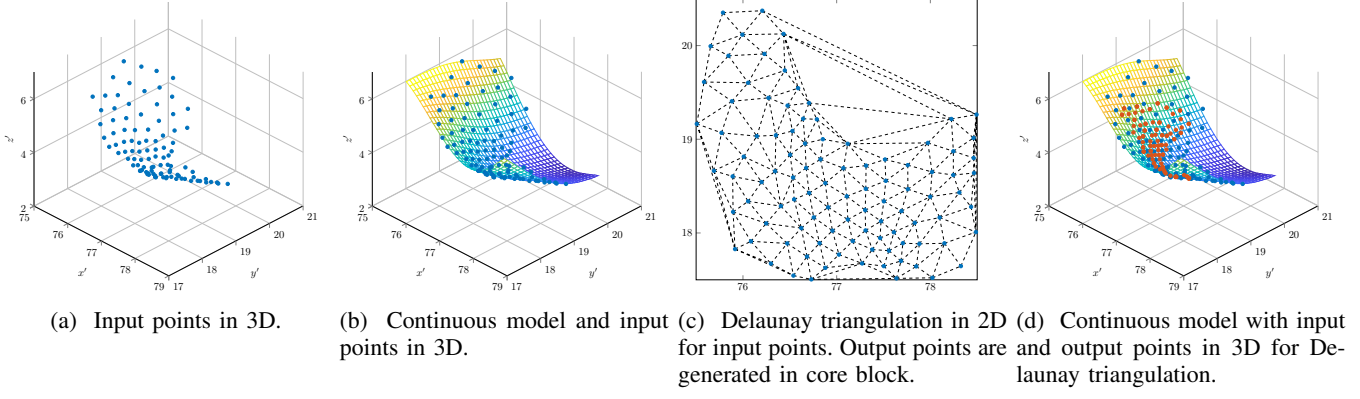 6
4
2
z′
75
76
77
78
79
x′
17
18
19
20
21
y′
6
4
2
z′
75
76
77
78
79
x′
17
18
19
20
21
y′
20
19
18
76
77
78
6
4
2
z′
75
76
77
78
79
x′
17
18
19
20
21
y′
(a) Input points in 3D.
(b) Continuous model and input
points in 3D.
(c) Delaunay triangulation in 2D
for input points. Output points are
generated in core block.
(d) Continuous model with input
and output points in 3D for De-
launay triangulation.